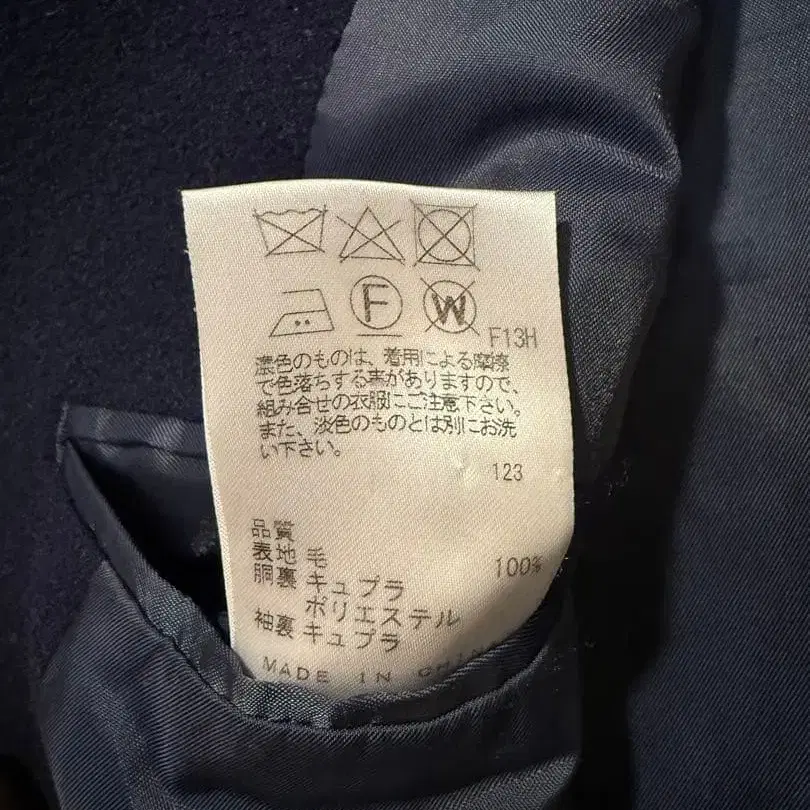 F W
F13H
濃色のものは、着用による摩擦
で色落ちする事がありますので、
組み合せの衣服にご注意下さい。
また、淡色のものとは別にお洗
い下さい。
123
品質
表地 毛 100%
胴裏 キュプラ
ポリエステル
袖裏 キュプラ
MADE IN CHINA